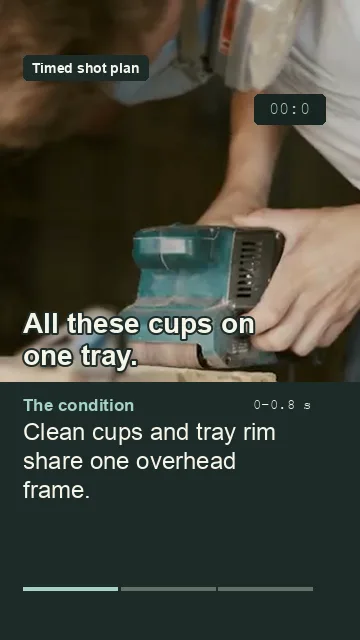 Timed shot plan
00:0
All these cups on
one tray.
The condition
0–0.8 s
Clean cups and tray rim
share one overhead
frame.